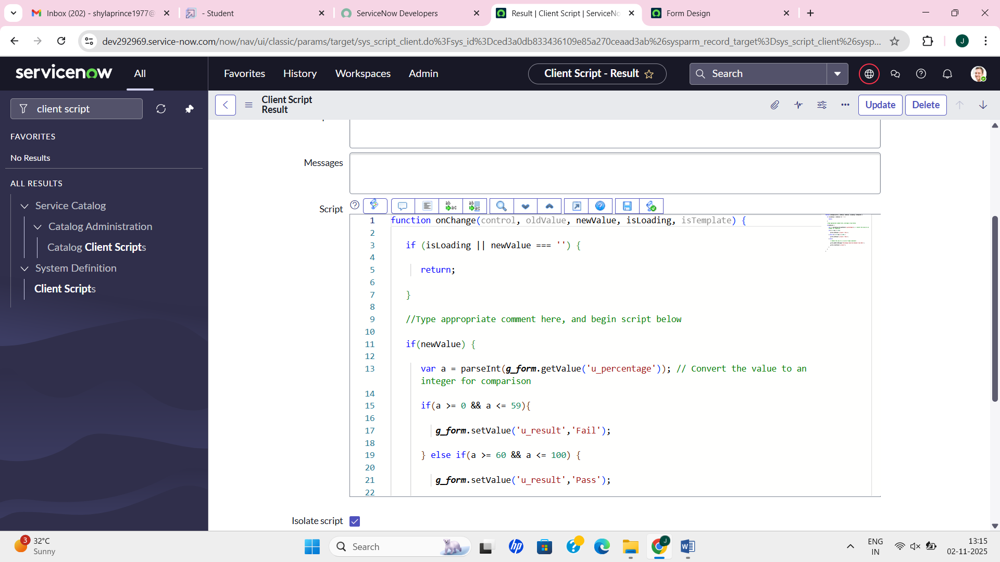 Inbox (202) - shylaprince1977@
- Student
ServiceNow Developers
Result | Client Script | ServiceNo
Form Design
dev292969.service-now.com/now/nav/ui/classic/params/target/sys_script_client.do%3Fsys_id%3Dced3a0db833436109e85a270ceaad3ab%26sysparm_record_target%3Dsys_script_client%26sysp...
J
servicenow
All
Favorites
History
Workspaces
Admin
Client Script - Result
Search
client script
Client Script
Result
Update
Delete
FAVORITES
No Results
ALL RESULTS
Service Catalog
Catalog Administration
Catalog Client Scripts
System Definition
Client Scripts
Messages
Script
1 function onChange(control, oldValue, newValue, isLoading, isTemplate) {
2
3 if (isLoading || newValue === '') {
4
5 return;
6
7 }
8
9 //Type appropriate comment here, and begin script below
10
11 if(newValue) {
12
13 var a = parseInt(g_form.getValue('u_percentage')); // Convert the value to an
integer for comparison
14
15 if(a >= 0 && a <= 59){
16
17 g_form.setValue('u_result','Fail');
18
19 } else if(a >= 60 && a <= 100) {
20
21 g_form.setValue('u_result','Pass');
22
Isolate script
3
32°C
Sunny
Search
hp
J
ENG
IN
13:15
02-11-2025